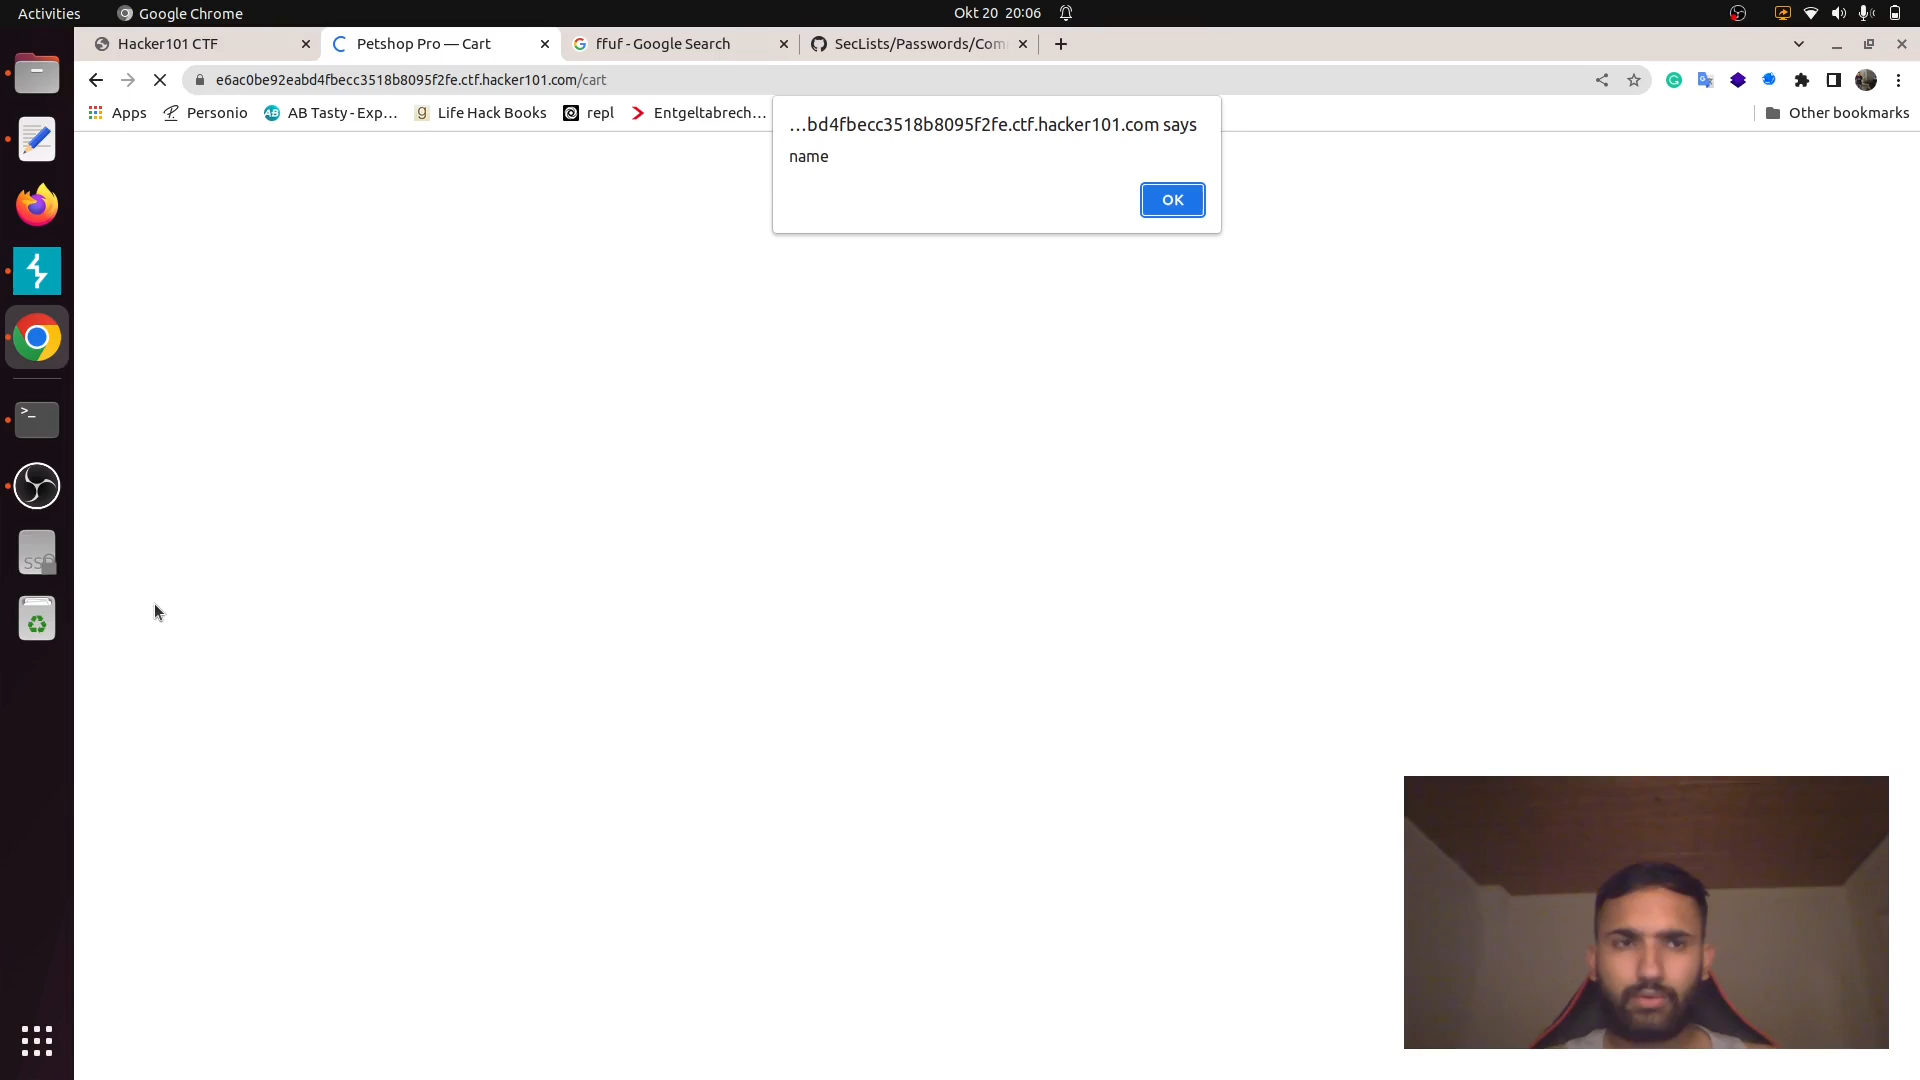 Activities
Google Chrome
Okt 20 20:06
Hacker101 CTF
Petshop Pro — Cart
ffuf - Google Search
SecLists/Passwords/Com
e6ac0be92eabd4fbecc3518b8095f2fe.ctf.hacker101.com/cart
Apps
Personio
AB Tasty - Exp...
Life Hack Books
repl
Entgeltabrech...
Other bookmarks
...bd4fbecc3518b8095f2fe.ctf.hacker101.com says
name
OK
SSD